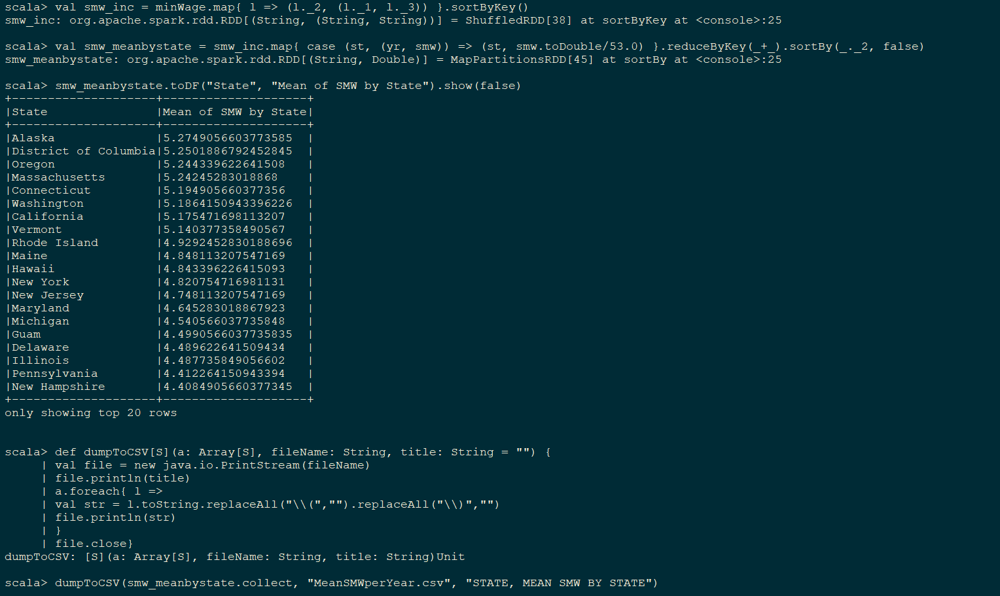 scala> val smw_inc = minWage.map{ l => (l._2, (l._1, l._3)) }.sortByKey()
smw_inc: org.apache.spark.rdd.RDD[(String, (String, String))] = ShuffledRDD[38] at sortByKey at <console>:25
scala> val smw_meanbystate = smw_inc.map{ case (st, (yr, smw)) => (st, smw.toDouble/53.0) }.reduceByKey(_+_).sortBy(_._2, false)
smw_meanbystate: org.apache.spark.rdd.RDD[(String, Double)] = MapPartitionsRDD[45] at sortBy at <console>:25
scala> smw_meanbystate.toDF("State", "Mean of SMW by State").show(false)
+--------------------+--------------------+
|State               |Mean of SMW by State|
+--------------------+--------------------+
|Alaska              |5.2749056603773585  |
|District of Columbia|5.2501886792452845  |
|Oregon              |5.244339622641508   |
|Massachusetts       |5.24245283018868    |
|Connecticut         |5.194905660377356   |
|Washington          |5.1864150943396226  |
|California          |5.175471698113207   |
|Vermont             |5.140377358490567   |
|Rhode Island        |4.9292452830188696  |
|Maine               |4.848113207547169   |
|Hawaii              |4.843396226415093   |
|New York            |4.820754716981131   |
|New Jersey          |4.748113207547169   |
|Maryland            |4.645283018867923   |
|Michigan            |4.540566037735848   |
|Guam                |4.4990566037735835  |
|Delaware            |4.489622641509434   |
|Illinois            |4.487735849056602   |
|Pennsylvania        |4.412264150943394   |
|New Hampshire       |4.4084905660377345  |
+--------------------+--------------------+
only showing top 20 rows
scala> def dumpToCSV[S](a: Array[S], fileName: String, title: String = "") {
     | val file = new java.io.PrintStream(fileName)
     | file.println(title)
     | a.foreach{ l =>
     | val str = l.toString.replaceAll("\\(","").replaceAll("\\)","")
     | file.println(str)
     | }
     | file.close}
dumpToCSV: [S](a: Array[S], fileName: String, title: String)Unit
scala> dumpToCSV(smw_meanbystate.collect, "MeanSMWperYear.csv", "STATE, MEAN SMW BY STATE")